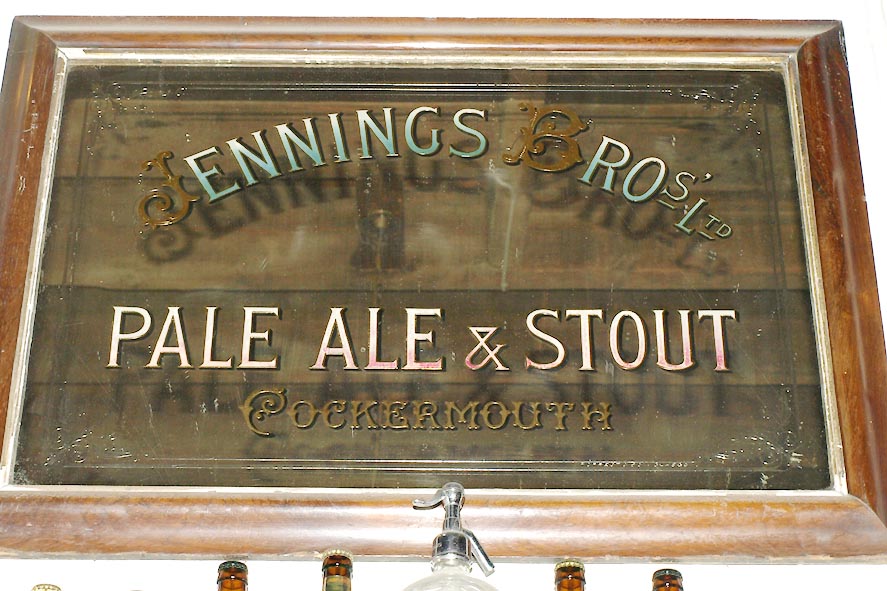 JENNINGS BROS' LTD
PALE ALE & STOUT
COCKERMOUTH